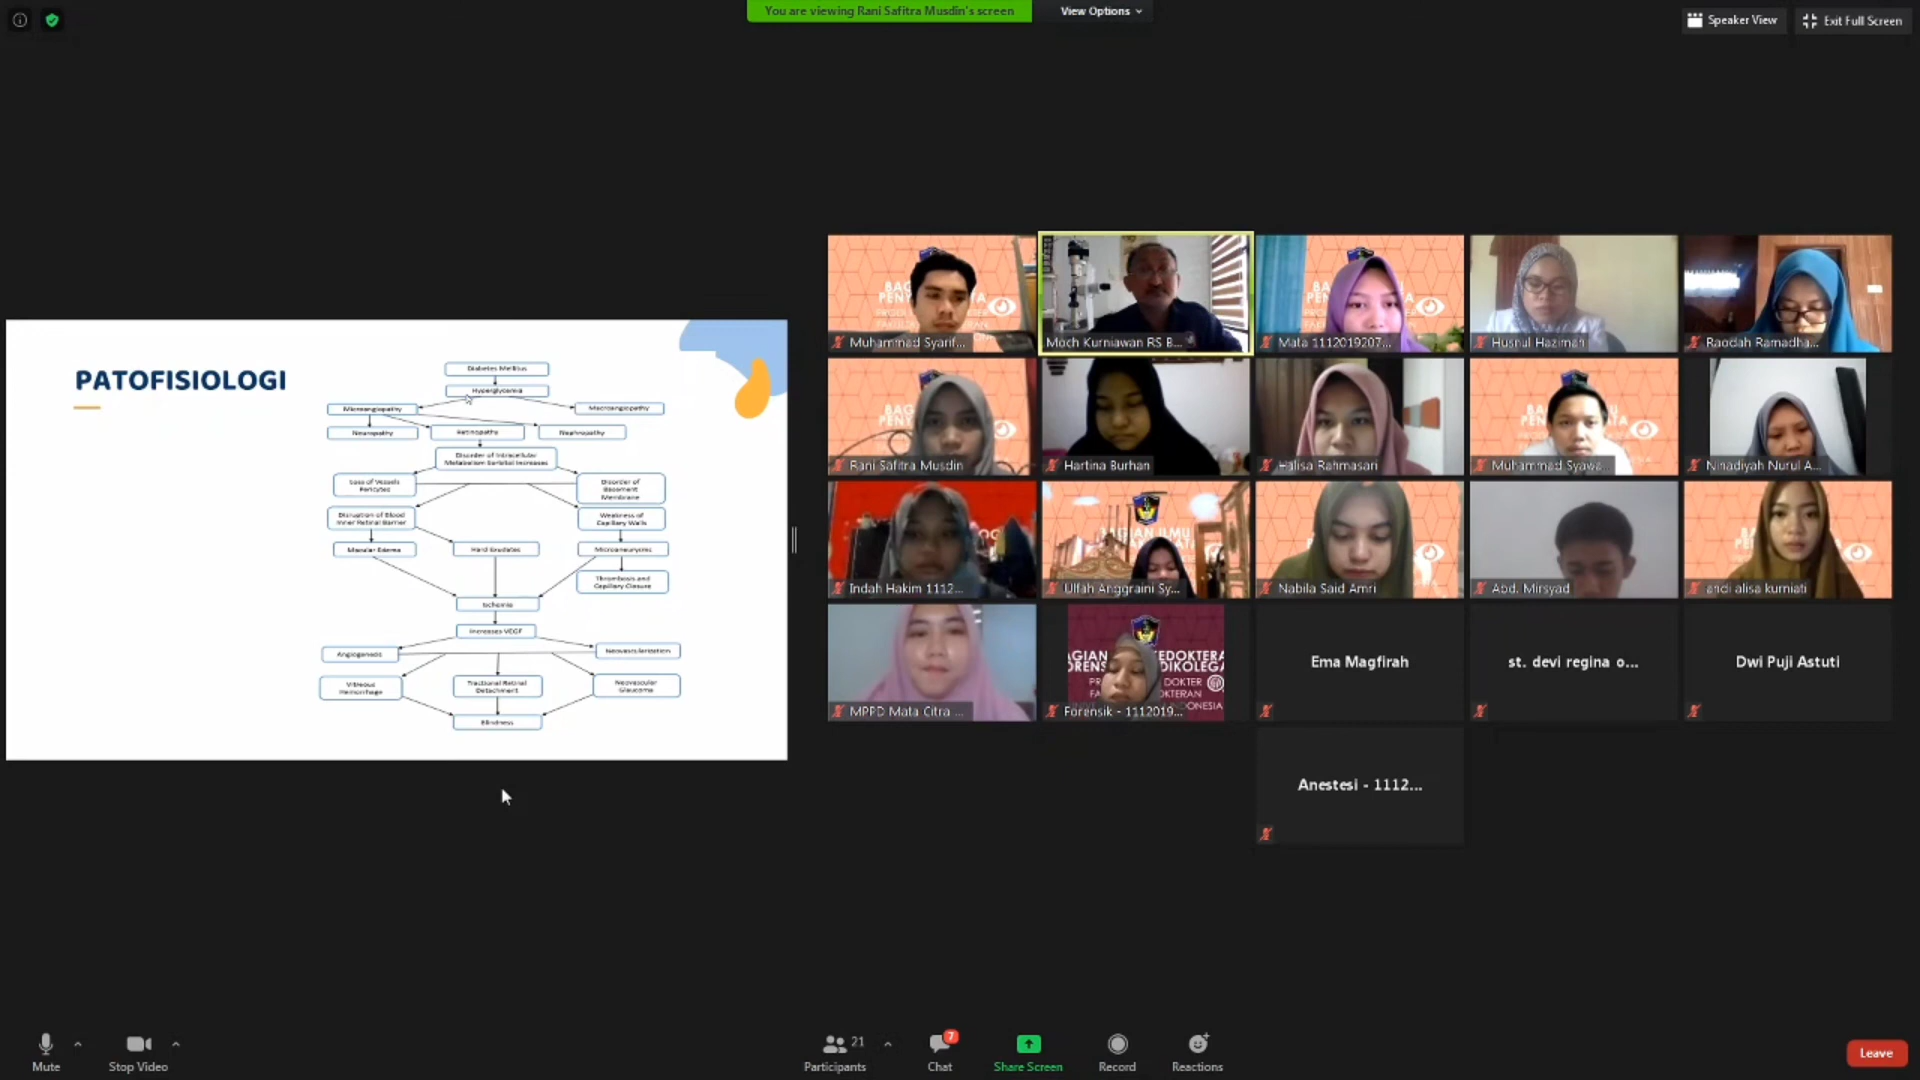 You are viewing Rani Safitra Musdin's screen
View Options
Speaker View
Exit Full Screen
PATOFISIOLOGI
Diabetes Mellitus
Hyperglycemia
Microangiopathy
Macroangiopathy
Neuropathy
Retinopathy
Nephropathy
Disorder of Intracellular
Metabolism Sorbitol Increases
Loss of Vessels
Pericytes
Disorder of
Basement
Membrane
Disruption of Blood
Inner Retinal Barrier
Weakness of
Capillary Walls
Macular Edema
Hard Exudates
Microaneurysms
Thrombosis and
Capillary Closure
Ischemia
Increases VEGF
Angiogenesis
Neovascularization
Vitreous
Hemorrhage
Tractional Retinal
Detachment
Neovascular
Glaucoma
Blindness
Muhammad Syarif...
Moch Kurniawan RS B...
Mata 1112019207...
Husnul Hazimah
Raodah Ramadha...
Rani Safitra Musdin
Hartina Burhan
Halisa Rahmasari
Muhammad Syawa
Ninadiyah Nurul A...
Indah Hakim 1112...
Ulfah Anggraini Sy...
Nabila Said Amri
Abd. Mirsyad
andi alisa kurniati
MPPD Mata Citra ...
Forensik - 1112019...
Ema Magfirah
st. devi regina o...
Dwi Puji Astuti
Anestesi - 1112...
Mute
Stop Video
21
Participants
7
Chat
Share Screen
Record
Reactions
Leave